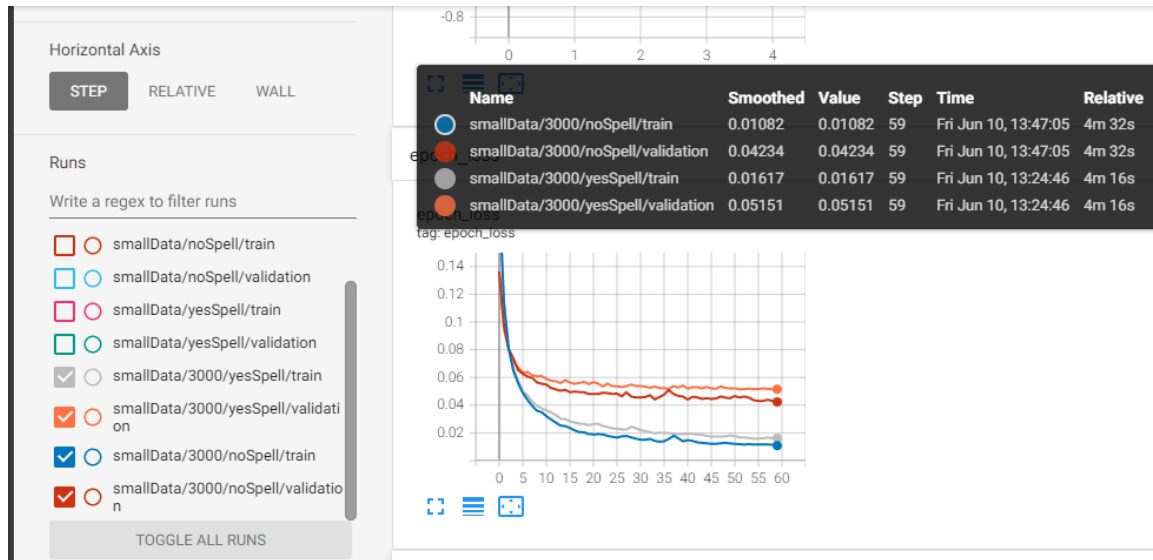 Horizontal Axis
STEP RELATIVE WALL
Runs
Write a regex to filter runs
smallData/noSpell/train
smallData/noSpell/validation
smallData/yesSpell/train
smallData/yesSpell/validation
smallData/3000/yesSpell/train
smallData/3000/yesSpell/validati
on
smallData/3000/noSpell/train
smallData/3000/noSpell/validatio
n
TOGGLE ALL RUNS
-0.8
0 1 2 3 4
Name Smoothed Value Step Time Relative
smallData/3000/noSpell/train 0.01082 0.01082 59 Fri Jun 10, 13:47:05 4m 32s
smallData/3000/noSpell/validation 0.04234 0.04234 59 Fri Jun 10, 13:47:05 4m 32s
smallData/3000/yesSpell/train 0.01617 0.01617 59 Fri Jun 10, 13:24:46 4m 16s
smallData/3000/yesSpell/validation 0.05151 0.05151 59 Fri Jun 10, 13:24:46 4m 16s
epoch_loss
epoch_loss
tag: epoch_loss
0.14
0.12
0.1
0.08
0.06
0.04
0.02
0 5 10 15 20 25 30 35 40 45 50 55 60